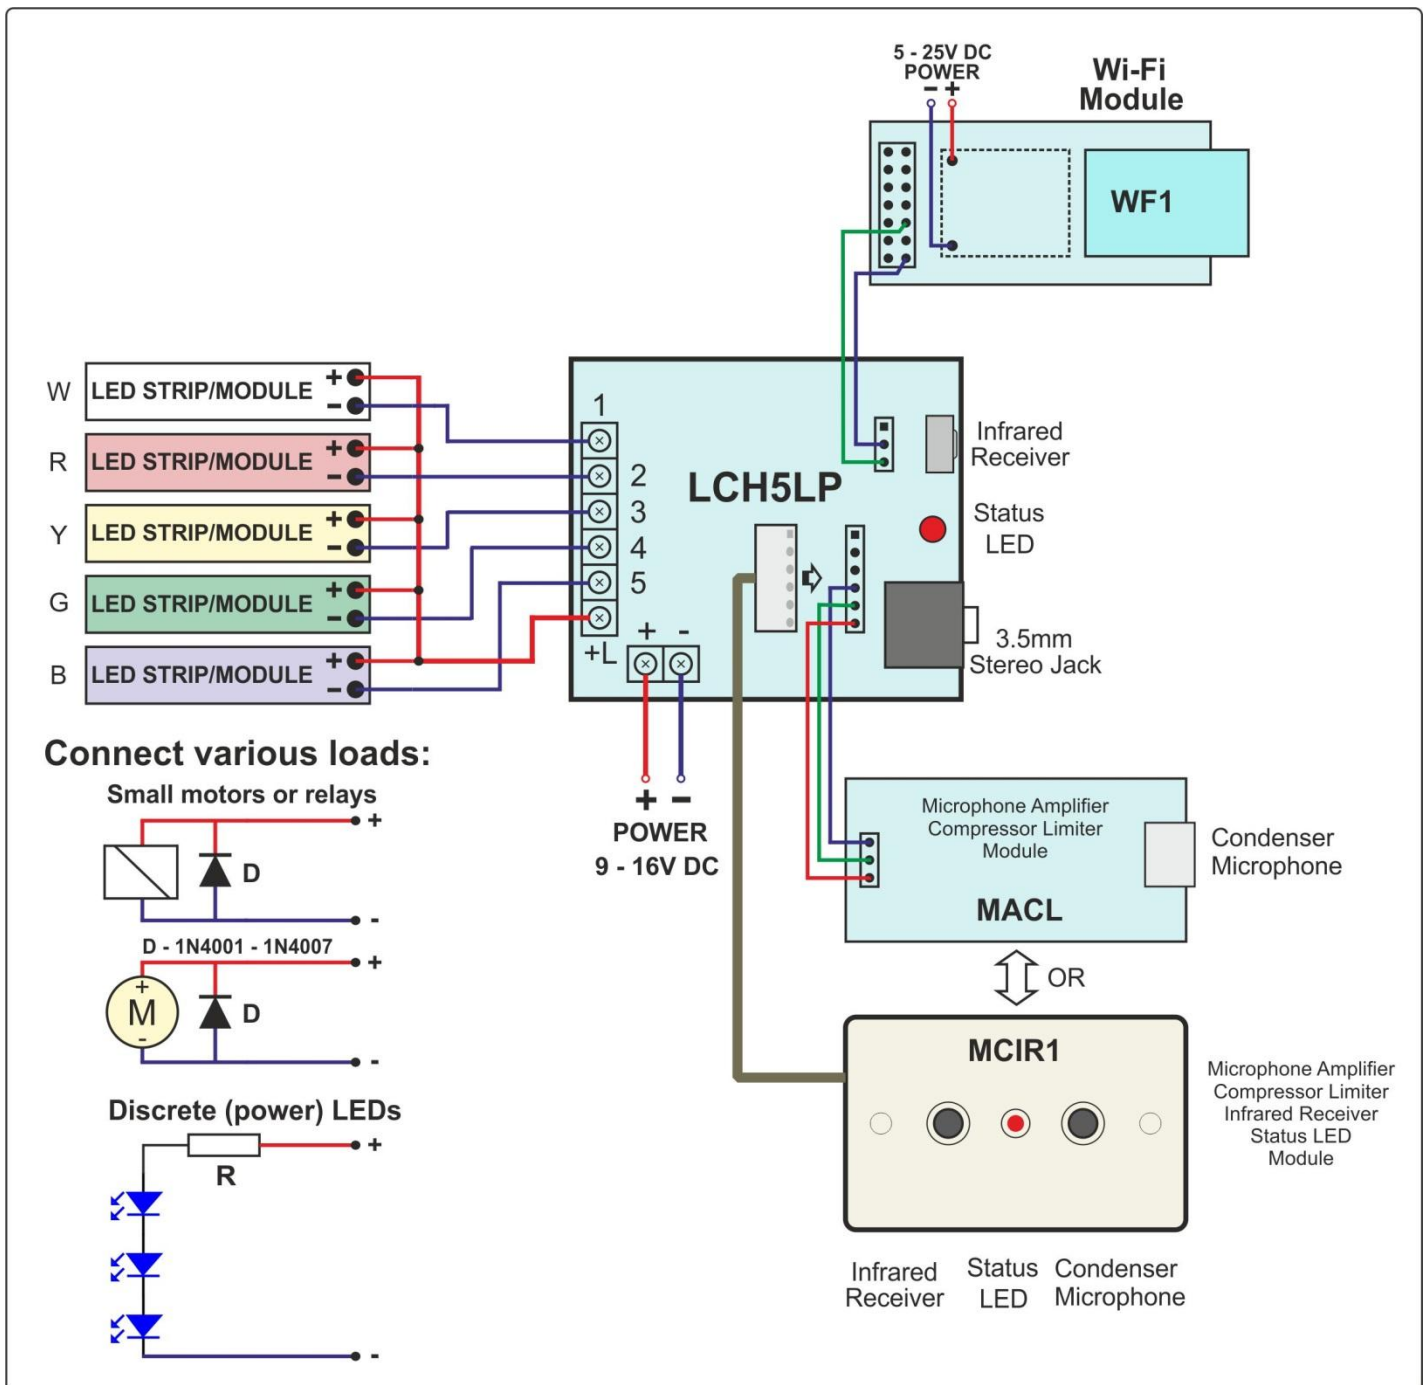 5 - 25V DC
POWER
- +
Wi-Fi
Module
WF1
W LED STRIP/MODULE + -
R LED STRIP/MODULE + -
Y LED STRIP/MODULE + -
G LED STRIP/MODULE + -
B LED STRIP/MODULE + -
1
2
3
4
5
+L
+ -
LCH5LP
Infrared
Receiver
Status
LED
3.5mm
Stereo Jack
+ -
POWER
9 - 16V DC
Connect various loads:
Small motors or relays
+
D
-
D - 1N4001 - 1N4007
+
+
M
-
D
-
Discrete (power) LEDs
+
R
-
Microphone Amplifier
Compressor Limiter
Module
MACL
Condenser
Microphone
OR
MCIR1
Microphone Amplifier
Compressor Limiter
Infrared Receiver
Status LED
Module
Infrared
Receiver
Status
LED
Condenser
Microphone